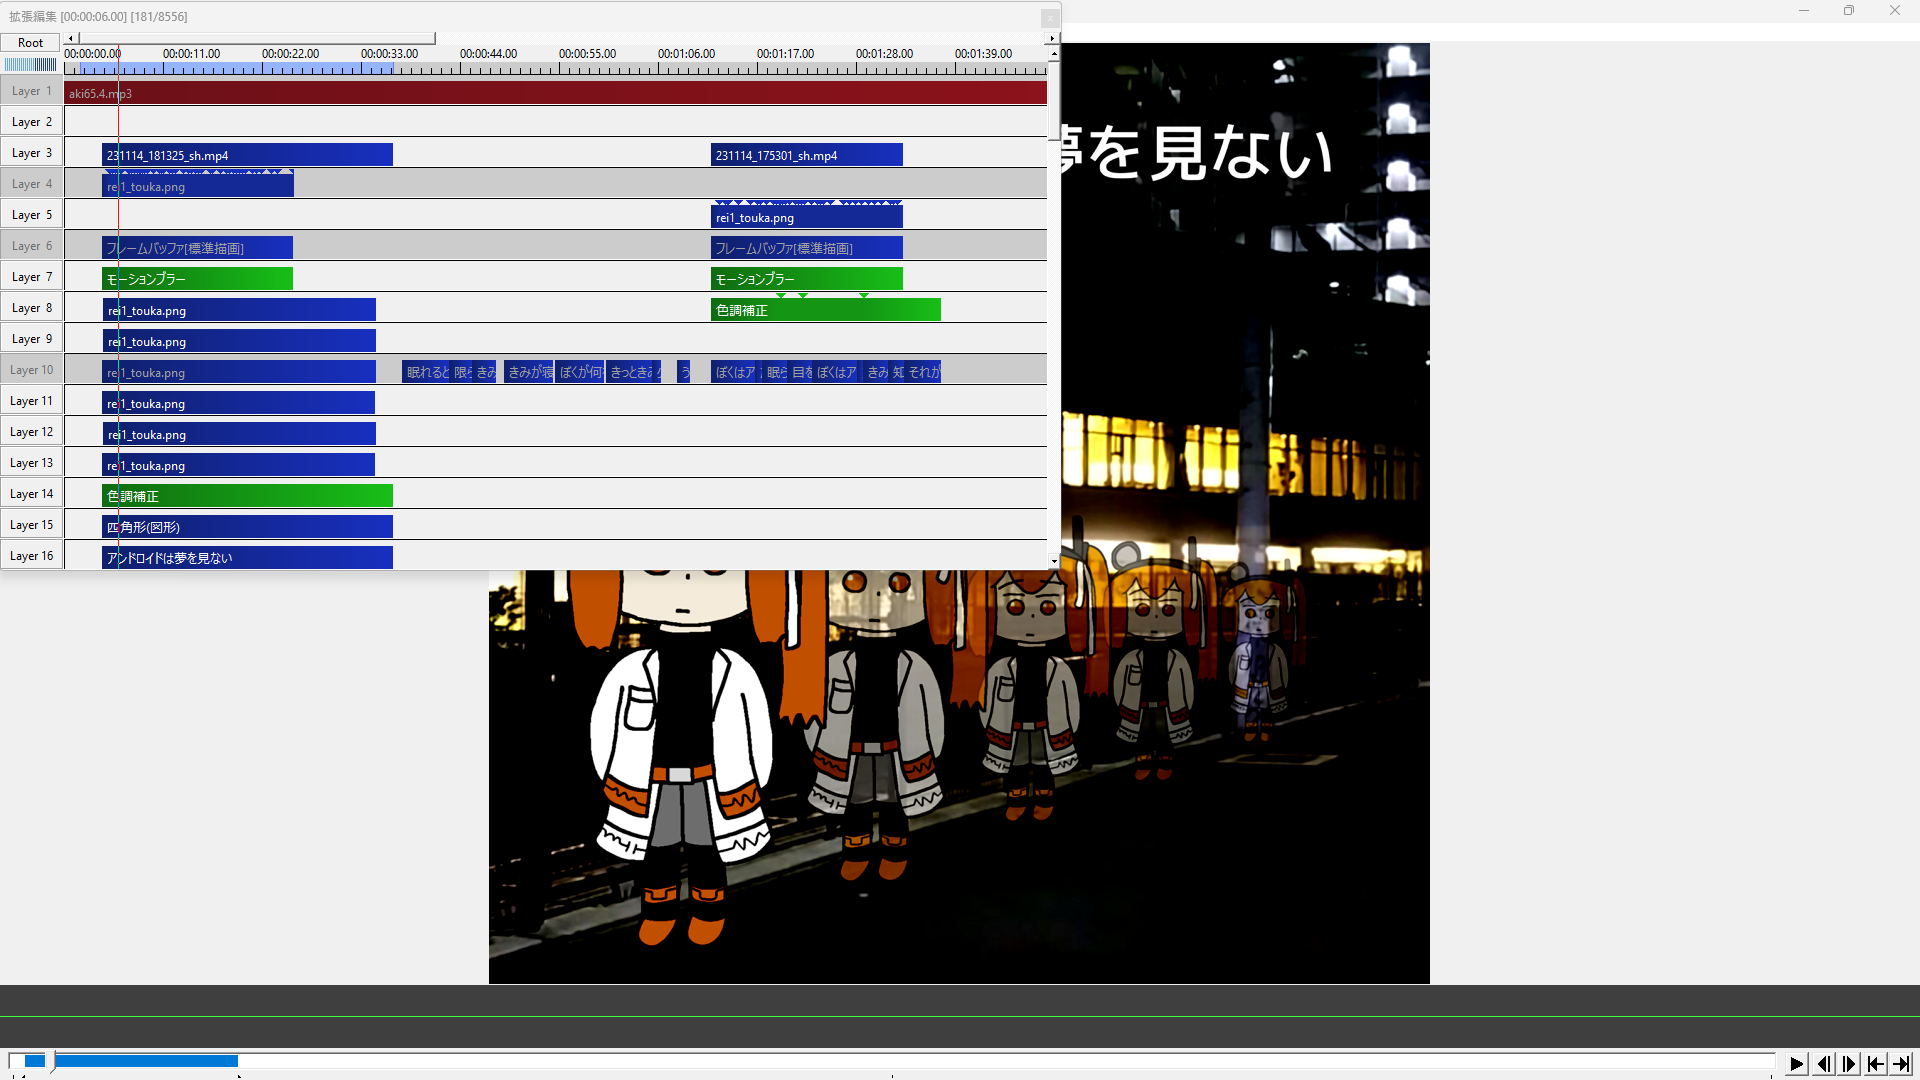 拡張編集 [00:00:06.00] [181/8556]
Root
00:00:00.00 00:00:11.00 00:00:22.00 00:00:33.00 00:00:44.00 00:00:55.00 00:01:06.00 00:01:17.00 00:01:28.00 00:01:39.00
Layer 1 aki65.4.mp3
Layer 2
Layer 3 231114_181325_sh.mp4 231114_175301_sh.mp4
Layer 4 rei1_touka.png
Layer 5 rei1_touka.png
Layer 6 フレームバッファ[標準描画] フレームバッファ[標準描画]
Layer 7 モーションブラー モーションブラー
Layer 8 rei1_touka.png 色調補正
Layer 9 rei1_touka.png
Layer 10 rei1_touka.png 眠れると 限ら きみ きみが寝 ぼくが何 きっときみ う ぼくはア 眠ら 目を ぼくはア きみ 知 それが
Layer 11 rei1_touka.png
Layer 12 rei1_touka.png
Layer 13 rei1_touka.png
Layer 14 色調補正
Layer 15 四角形(図形)
Layer 16 アンドロイドは夢を見ない
夢を見ない